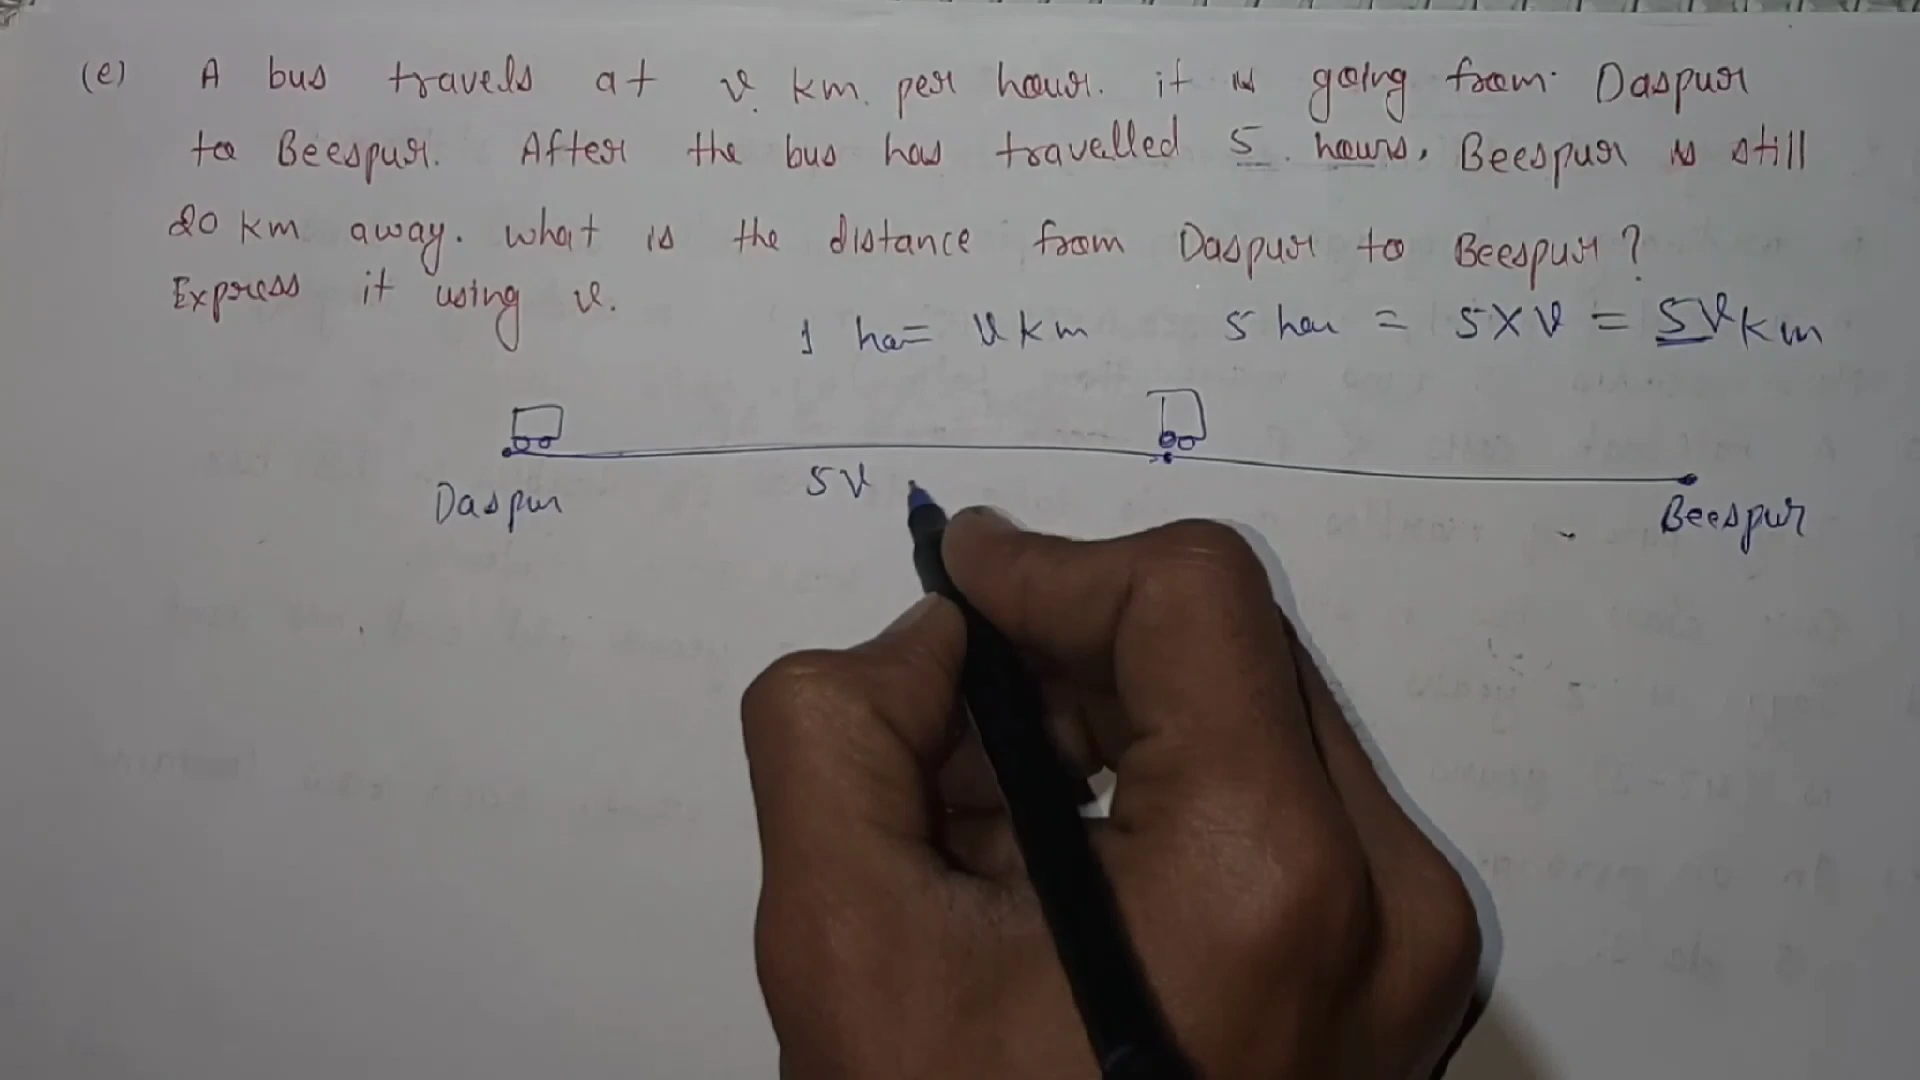 (e) A bus travels at v km. per hour. it is going from Daspur
to Beespur. After the bus has travelled 5 hours, Beespur is still
20 km away. what is the distance from Daspur to Beespur?
Express it using v.
1 ho = v km 5 hou = 5 X v = 5v km
5v
Daspur
Beespur